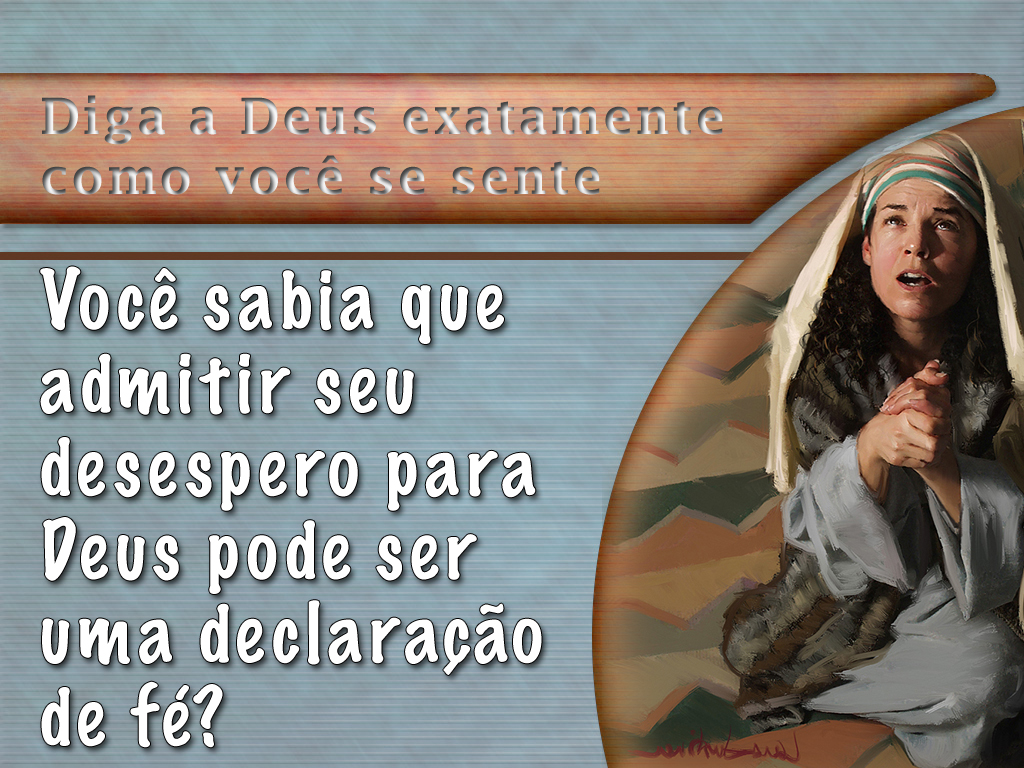 Diga a Deus exatamente
como você se sente
Você sabia que
admitir seu
desespero para
Deus pode ser
uma declaração
de fé?